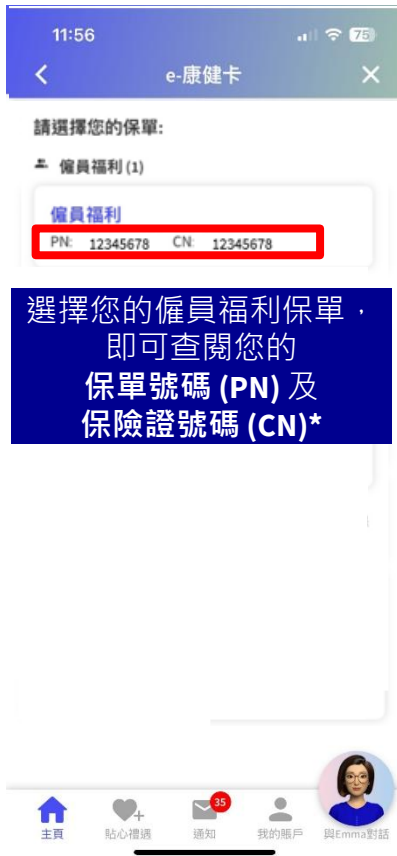 11:56
75
e-康健卡
請選擇您的保單:
僱員福利 (1)
僱員福利
PN: 12345678 CN: 12345678
選擇您的僱員福利保單，
即可查閱您的
保單號碼 (PN) 及
保險證號碼 (CN)*
35
主頁 貼心禮遇 通知 我的賬戶 與Emma對話